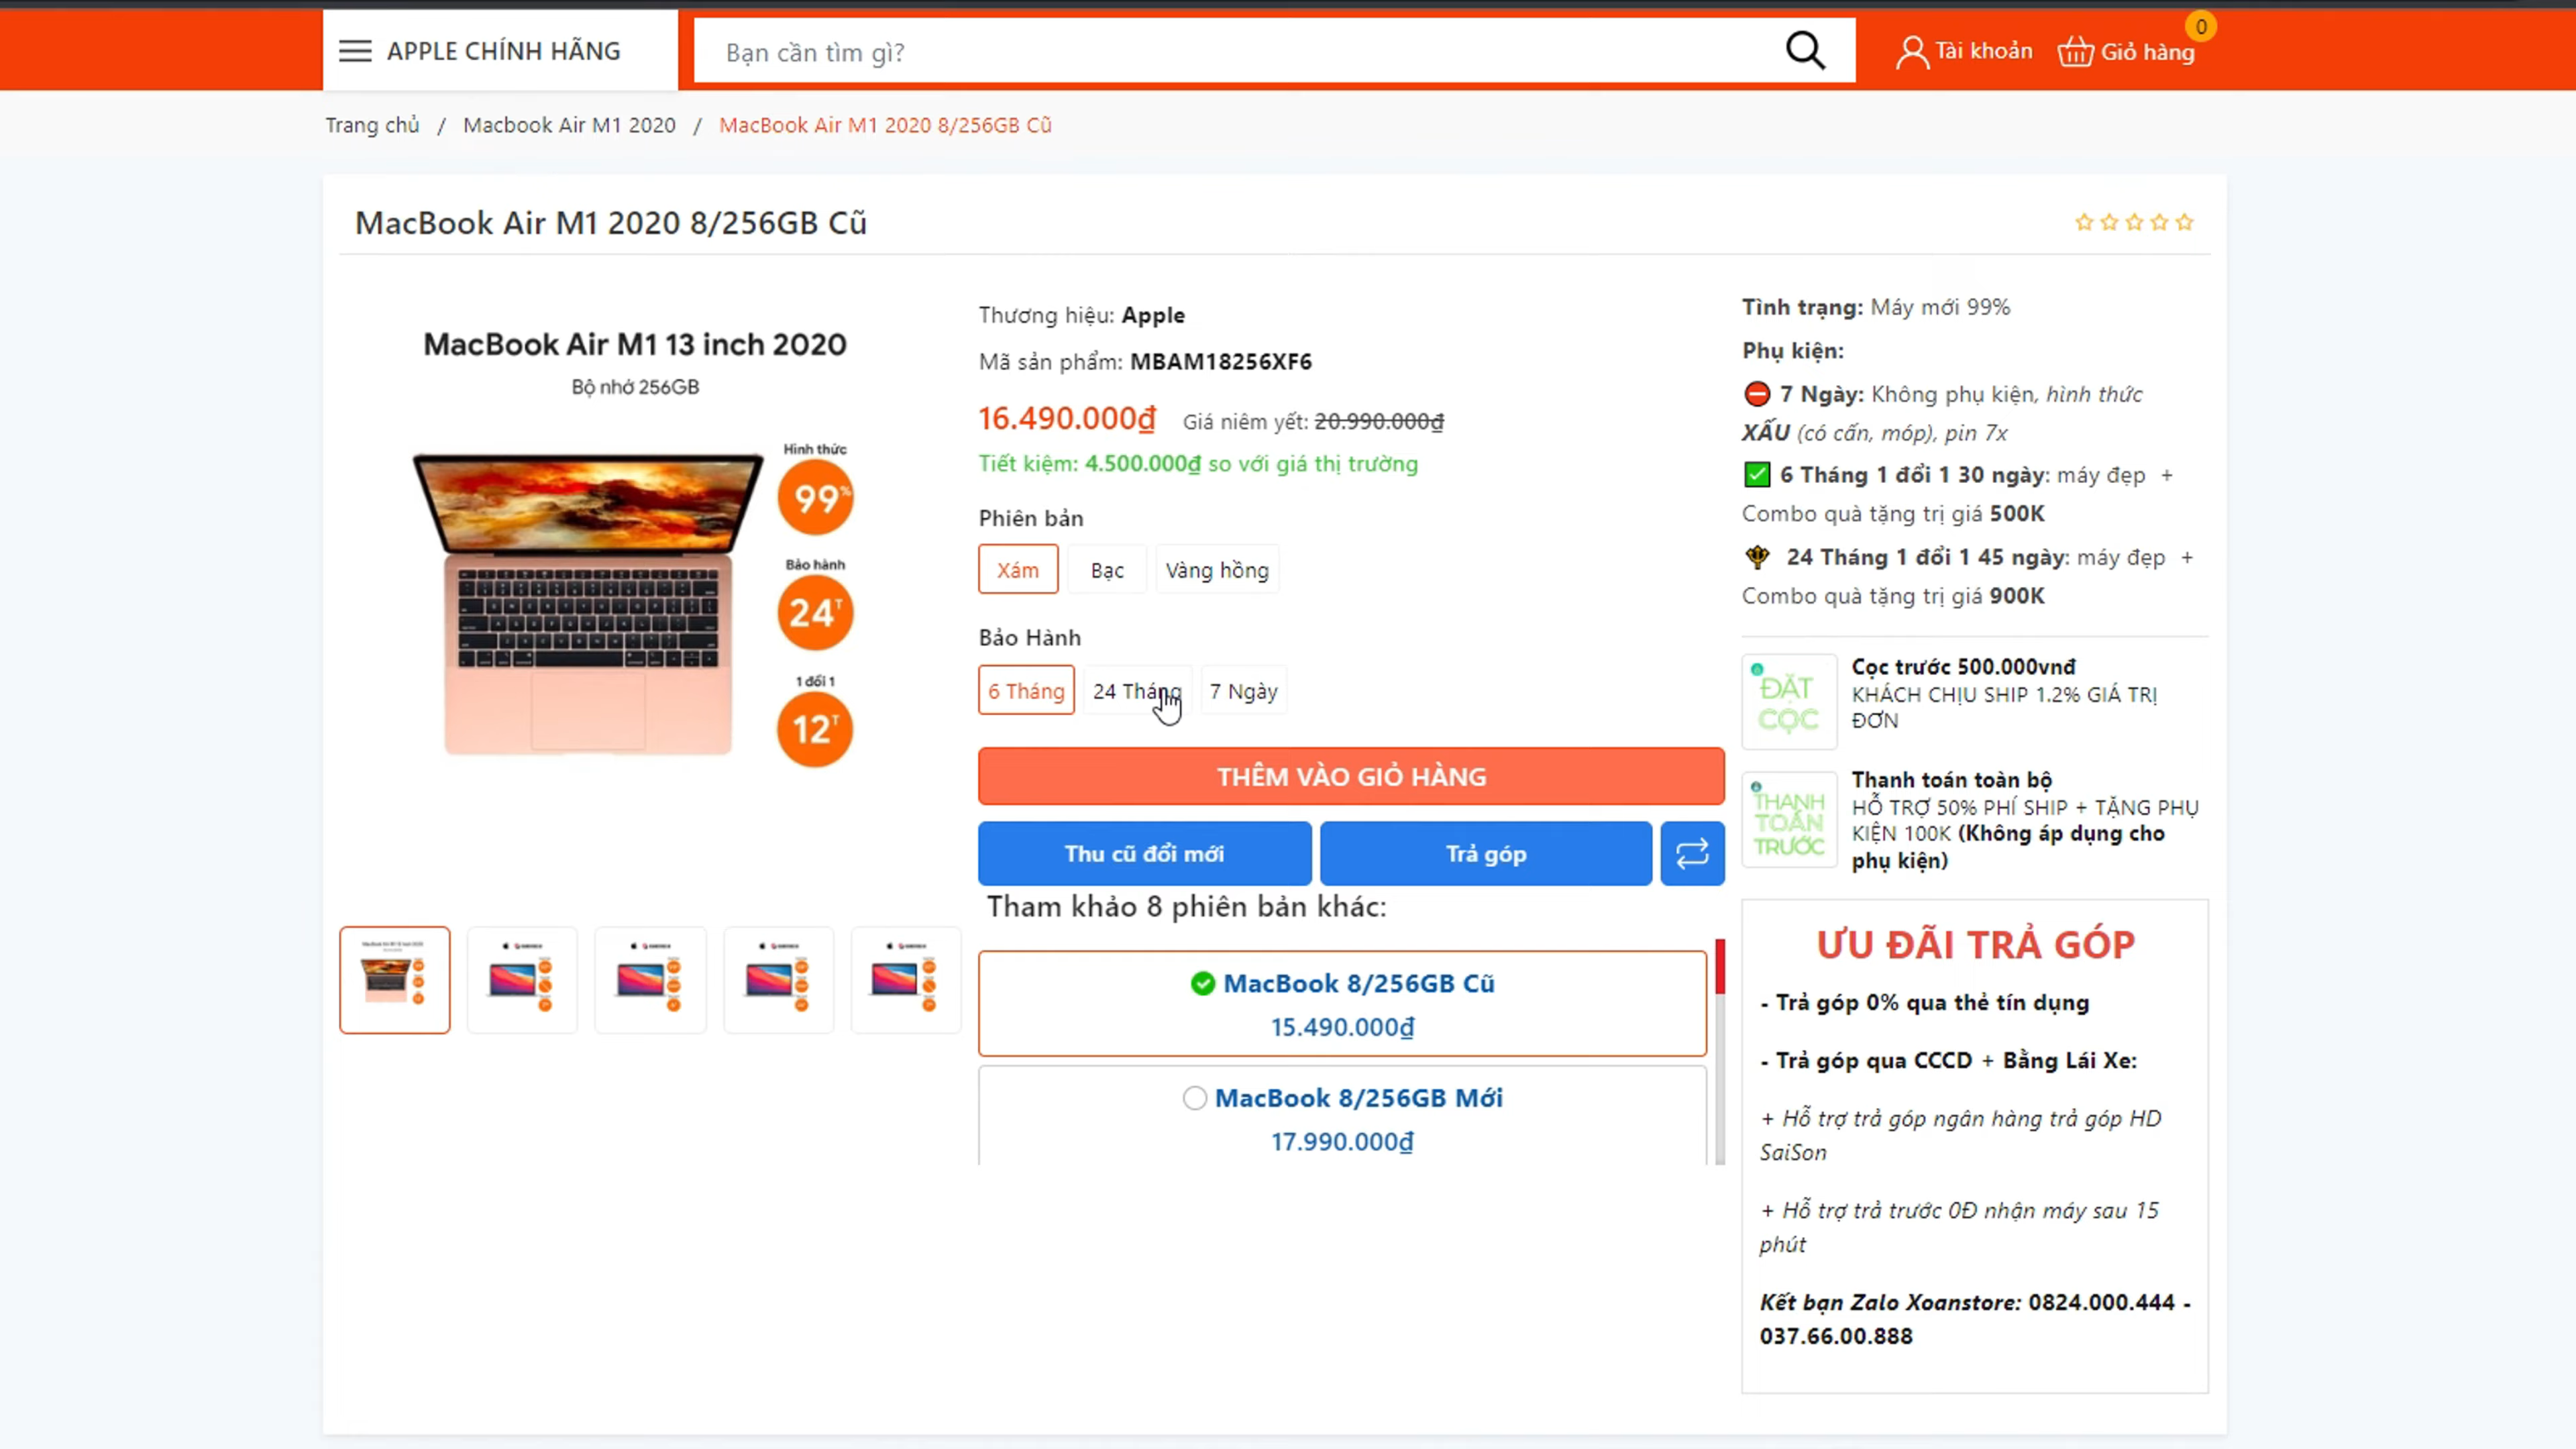 APPLE CHÍNH HÃNG
Bạn cần tìm gì?
Tài khoản
Giỏ hàng
0
Trang chủ / Macbook Air M1 2020 / MacBook Air M1 2020 8/256GB Cũ
MacBook Air M1 2020 8/256GB Cũ
MacBook Air M1 13 inch 2020
Bộ nhớ 256GB
Hình thức
99%
Bảo hành
24T
1 đổi 1
12T
Thương hiệu: Apple
Mã sản phẩm: MBAM18256XF6
16.490.000₫ Giá niêm yết: 20.990.000₫
Tiết kiệm: 4.500.000₫ so với giá thị trường
Phiên bản
Xám Bạc Vàng hồng
Bảo Hành
6 Tháng 24 Tháng 7 Ngày
THÊM VÀO GIỎ HÀNG
Thu cũ đổi mới Trả góp
Tham khảo 8 phiên bản khác:
MacBook 8/256GB Cũ
15.490.000₫
MacBook 8/256GB Mới
17.990.000₫
Tình trạng: Máy mới 99%
Phụ kiện:
7 Ngày: Không phụ kiện, hình thức
XẤU (có cấn, móp), pin 7x
6 Tháng 1 đổi 1 30 ngày: máy đẹp +
Combo quà tặng trị giá 500K
24 Tháng 1 đổi 1 45 ngày: máy đẹp +
Combo quà tặng trị giá 900K
ĐẶT
CỌC
Cọc trước 500.000vnđ
KHÁCH CHỊU SHIP 1.2% GIÁ TRỊ
ĐƠN
THANH
TOÁN
TRƯỚC
Thanh toán toàn bộ
HỖ TRỢ 50% PHÍ SHIP + TẶNG PHỤ
KIỆN 100K (Không áp dụng cho
phụ kiện)
ƯU ĐÃI TRẢ GÓP
- Trả góp 0% qua thẻ tín dụng
- Trả góp qua CCCD + Bằng Lái Xe:
+ Hỗ trợ trả góp ngân hàng trả góp HD
SaiSon
+ Hỗ trợ trả trước 0Đ nhận máy sau 15
phút
Kết bạn Zalo Xoanstore: 0824.000.444 -
037.66.00.888